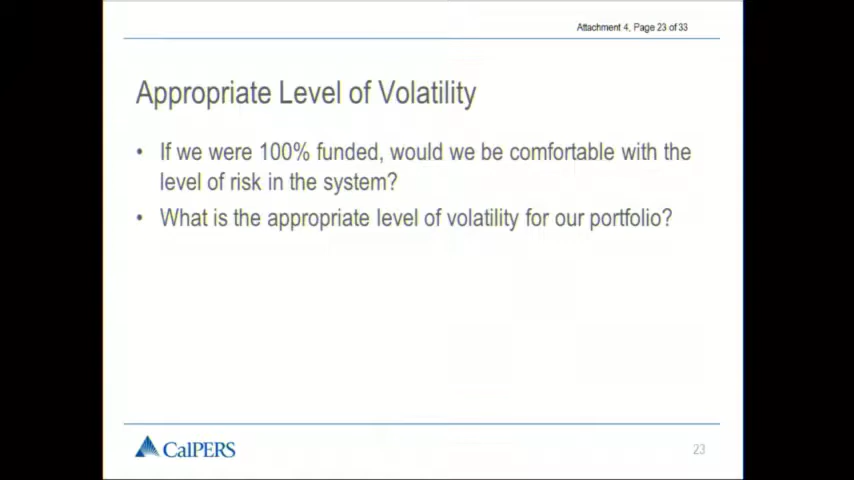 Attachment 4, Page 23 of 33
Appropriate Level of Volatility
• If we were 100% funded, would we be comfortable with the
level of risk in the system?
• What is the appropriate level of volatility for our portfolio?
CalPERS
23